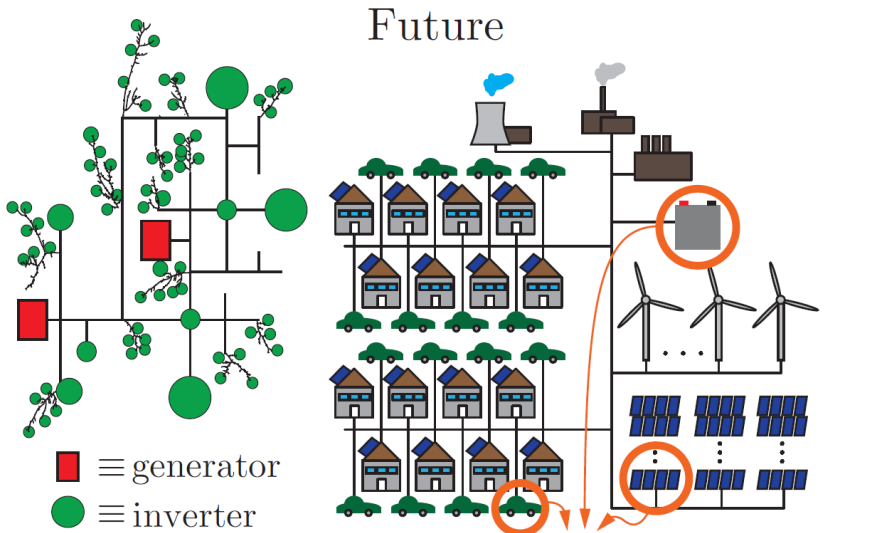 Future
≡ generator
≡ inverter